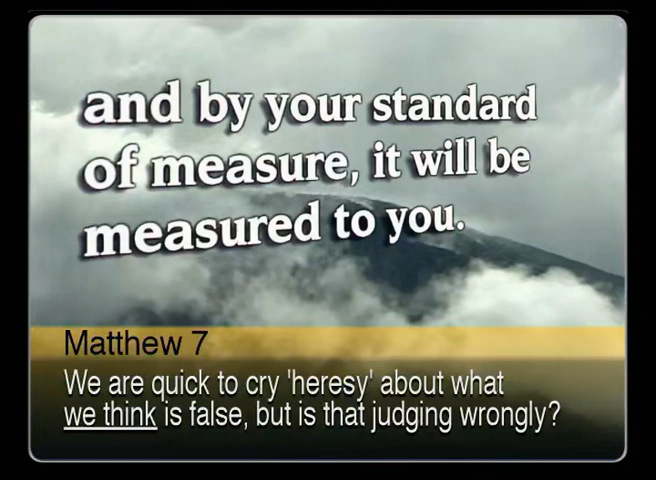 and by your standard
of measure, it will be
measured to you.
Matthew 7
We are quick to cry 'heresy' about what
we think is false, but is that judging wrongly?